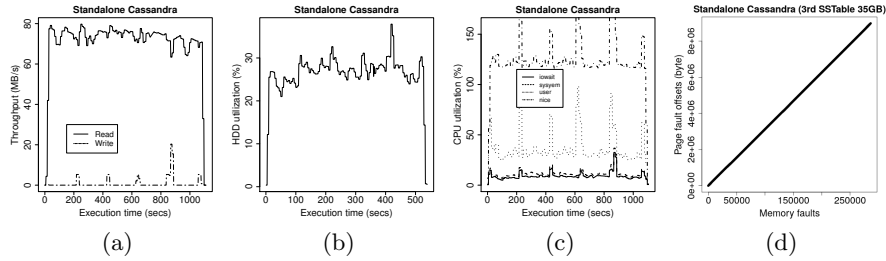 Standalone Cassandra
Throughput (MB/s)
0 20 40 60 80
Read
Write
0 200 400 600 800 1000
Execution time (secs)
(a)
Standalone Cassandra
HDD utilization (%)
0 10 20 30
0 100 200 300 400 500
Execution time (secs)
(b)
Standalone Cassandra
CPU utilization (%)
0 50 100 150
iowait
sysyem
user
nice
0 200 400 600 800 1000
Execution time (secs)
(c)
Standalone Cassandra (3rd SSTable 35GB)
Page fault offsets (byte)
0e+00 2e+06 4e+06 6e+06 8e+06
0 50000 150000 250000
Memory faults
(d)